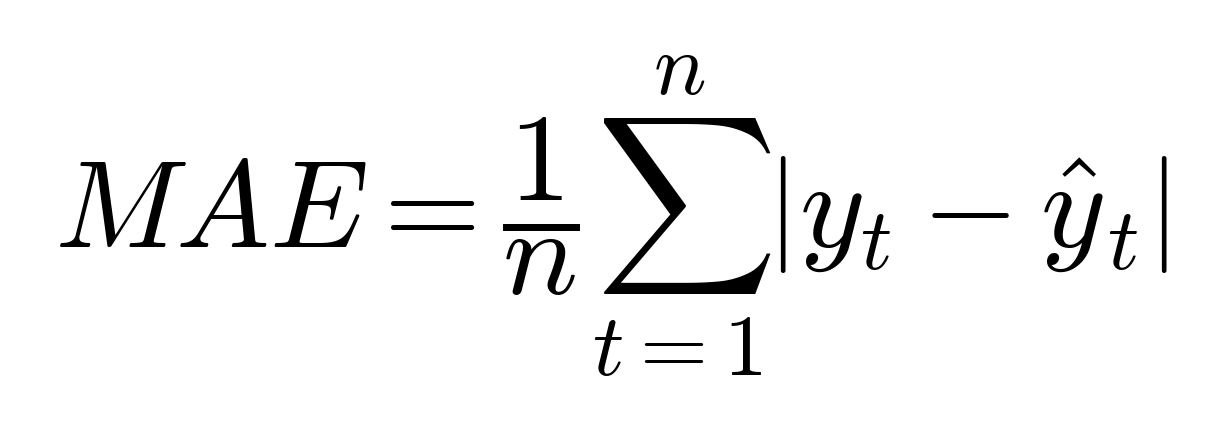 MAE = \frac{1}{n} \sum_{t=1}^{n} |y_t - \hat{y}_t|